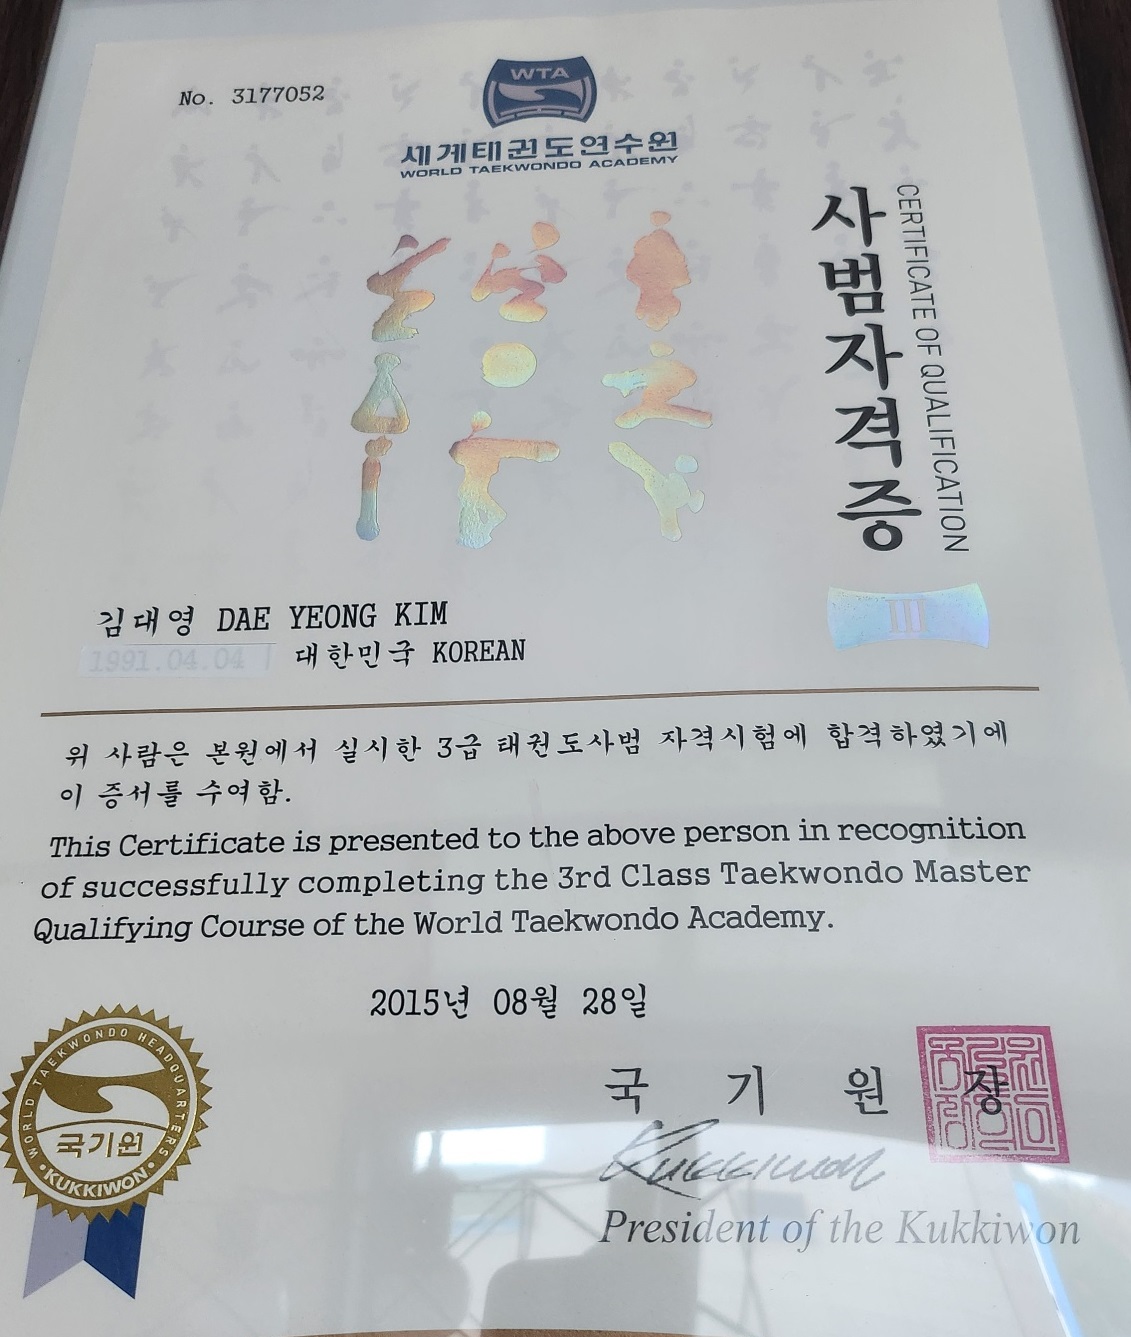 No. 3177052
WTA
세계태권도연수원
WORLD TAEKWONDO ACADEMY
사범자격증
CERTIFICATE OF QUALIFICATION
III
김대영 DAE YEONG KIM
1991.04.04 대한민국 KOREAN
위 사람은 본원에서 실시한 3급 태권도사범 자격시험에 합격하였기에
이 증서를 수여함.
This Certificate is presented to the above person in recognition
of successfully completing the 3rd Class Taekwondo Master
Qualifying Course of the World Taekwondo Academy.
2015년 08월 28일
국 기 원 장
Kukkiwon
President of the Kukkiwon
WORLD TAEKWONDO HEADQUARTERS
국기원
KUKKIWON